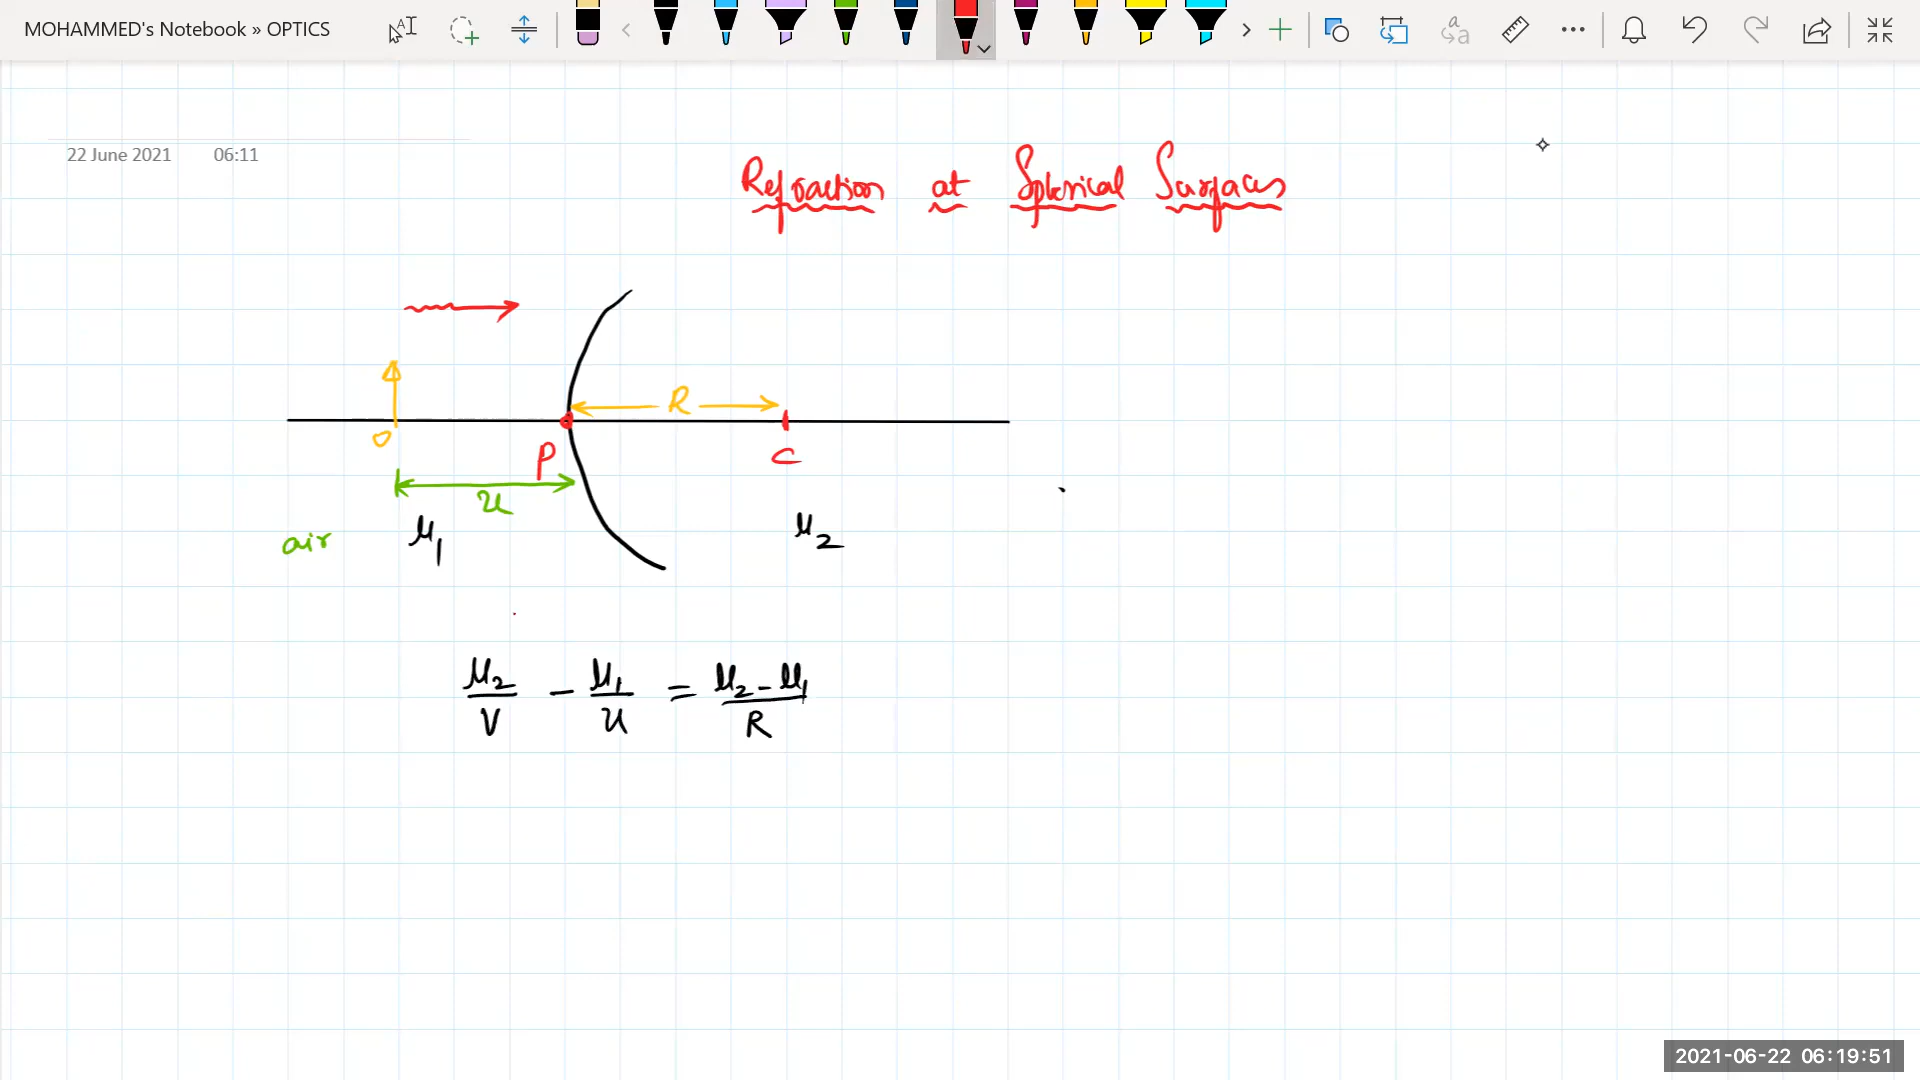 MOHAMMED's Notebook » OPTICS
22 June 2021 06:11
Refraction at Spherical Surfaces
R
O
P
C
u
air μ₁ μ₂
μ₂/V - μ₁/u = μ₂ - μ₁/R
2021-06-22 06:19:51